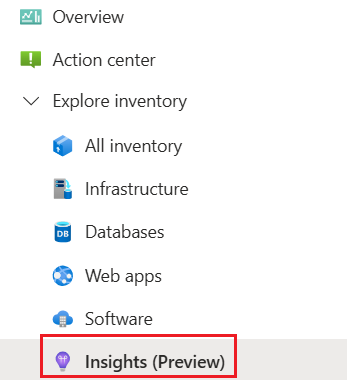 Overview
Action center
Explore inventory
All inventory
Infrastructure
DB Databases
Web apps
Software
Insights (Preview)